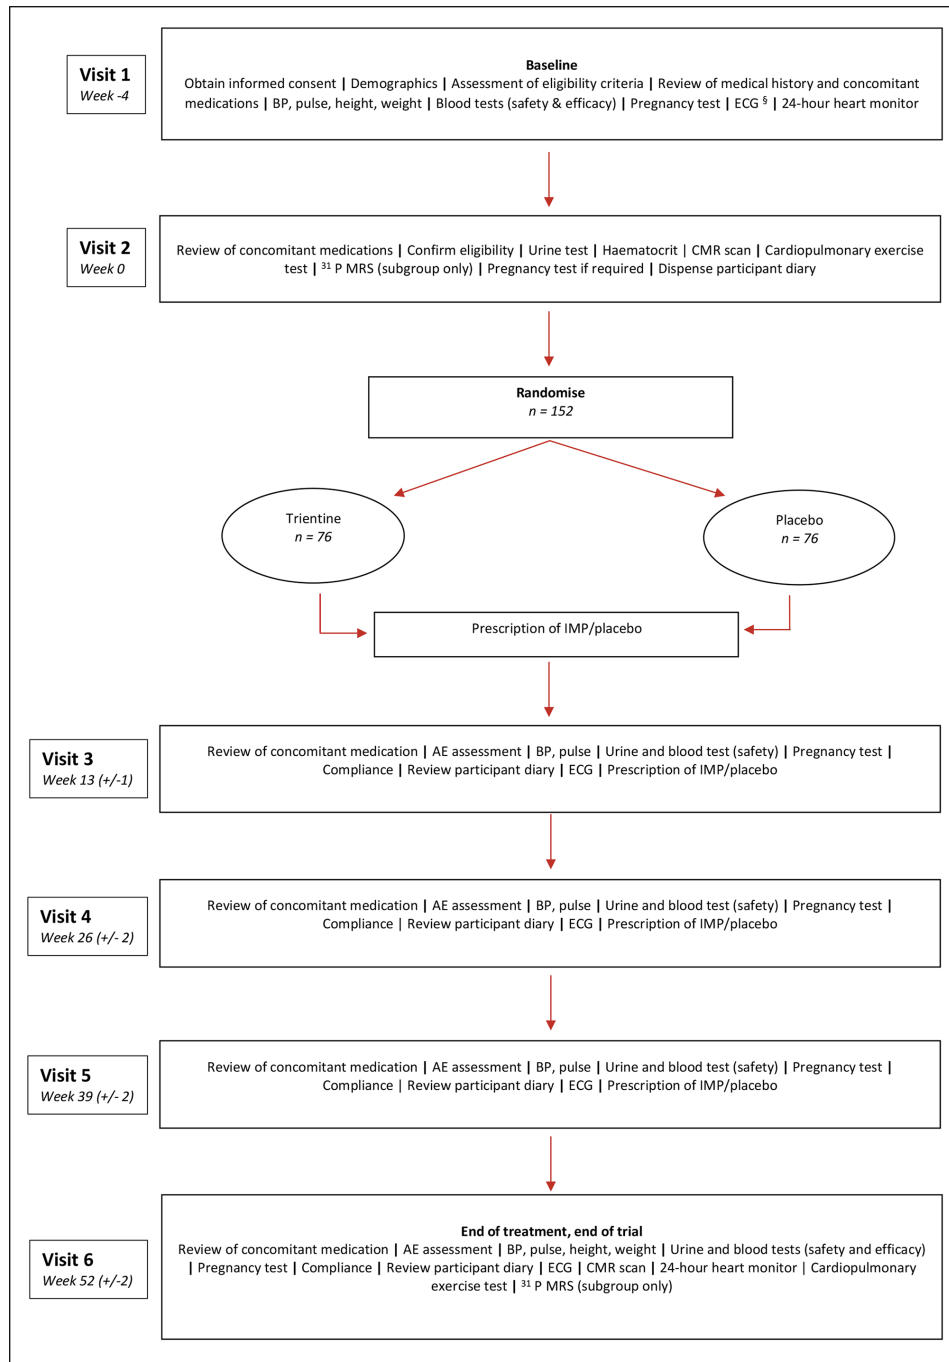 Visit 1
Week -4
Baseline
Obtain informed consent | Demographics | Assessment of eligibility criteria | Review of medical history and concomitant
medications | BP, pulse, height, weight | Blood tests (safety & efficacy) | Pregnancy test | ECG § | 24-hour heart monitor
Visit 2
Week 0
Review of concomitant medications | Confirm eligibility | Urine test | Haematocrit | CMR scan | Cardiopulmonary exercise
test | ³¹ P MRS (subgroup only) | Pregnancy test if required | Dispense participant diary
Randomise
n = 152
Trientine
n = 76
Placebo
n = 76
Prescription of IMP/placebo
Visit 3
Week 13 (+/-1)
Review of concomitant medication | AE assessment | BP, pulse | Urine and blood test (safety) | Pregnancy test |
Compliance | Review participant diary | ECG | Prescription of IMP/placebo
Visit 4
Week 26 (+/- 2)
Review of concomitant medication | AE assessment | BP, pulse | Urine and blood test (safety) | Pregnancy test |
Compliance | Review participant diary | ECG | Prescription of IMP/placebo
Visit 5
Week 39 (+/- 2)
Review of concomitant medication | AE assessment | BP, pulse | Urine and blood test (safety) | Pregnancy test |
Compliance | Review participant diary | ECG | Prescription of IMP/placebo
Visit 6
Week 52 (+/-2)
End of treatment, end of trial
Review of concomitant medication | AE assessment | BP, pulse, height, weight | Urine and blood tests (safety and efficacy)
| Pregnancy test | Compliance | Review participant diary | ECG | CMR scan | 24-hour heart monitor | Cardiopulmonary
exercise test | ³¹ P MRS (subgroup only)